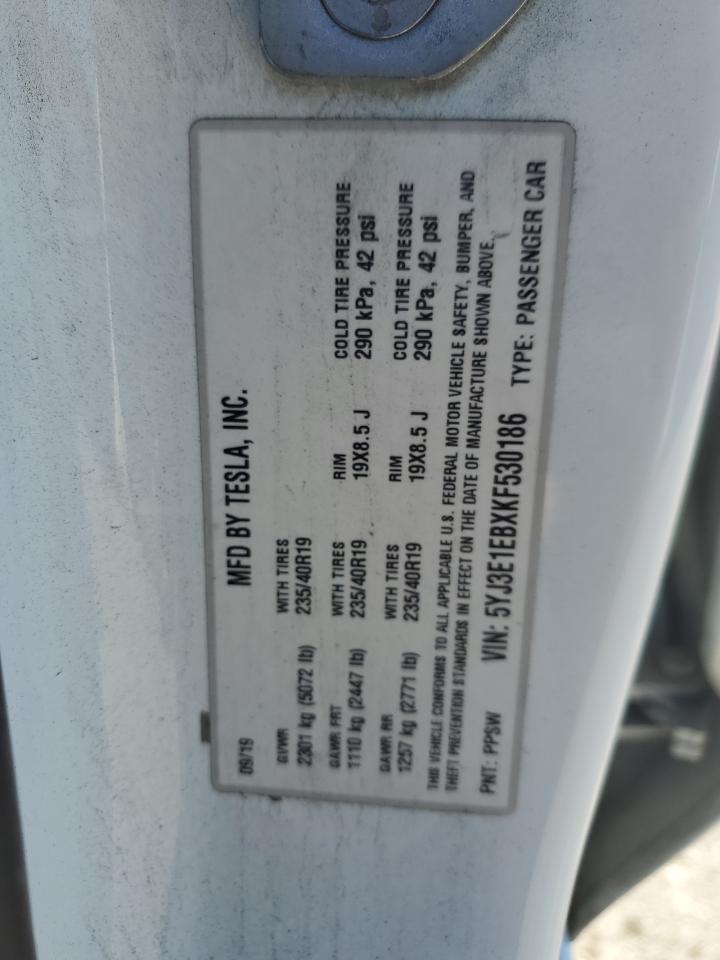 MFD BY TESLA, INC.
09/19
GVWR WITH TIRES RIM COLD TIRE PRESSURE
2301 kg (5072 lb) 235/40R19
GAWR FRT WITH TIRES RIM COLD TIRE PRESSURE
1110 kg (2447 lb) 235/40R19 19X8.5 J 290 kPa, 42 psi
GAWR RR WITH TIRES RIM COLD TIRE PRESSURE
1257 kg (2771 lb) 235/40R19 19X8.5 J 290 kPa, 42 psi
THIS VEHICLE CONFORMS TO ALL APPLICABLE U.S. FEDERAL MOTOR VEHICLE SAFETY, BUMPER, AND
THEFT PREVENTION STANDARDS IN EFFECT ON THE DATE OF MANUFACTURE SHOWN ABOVE.
PNT: PPSW VIN: 5YJ3E1EBXKF530186 TYPE: PASSENGER CAR